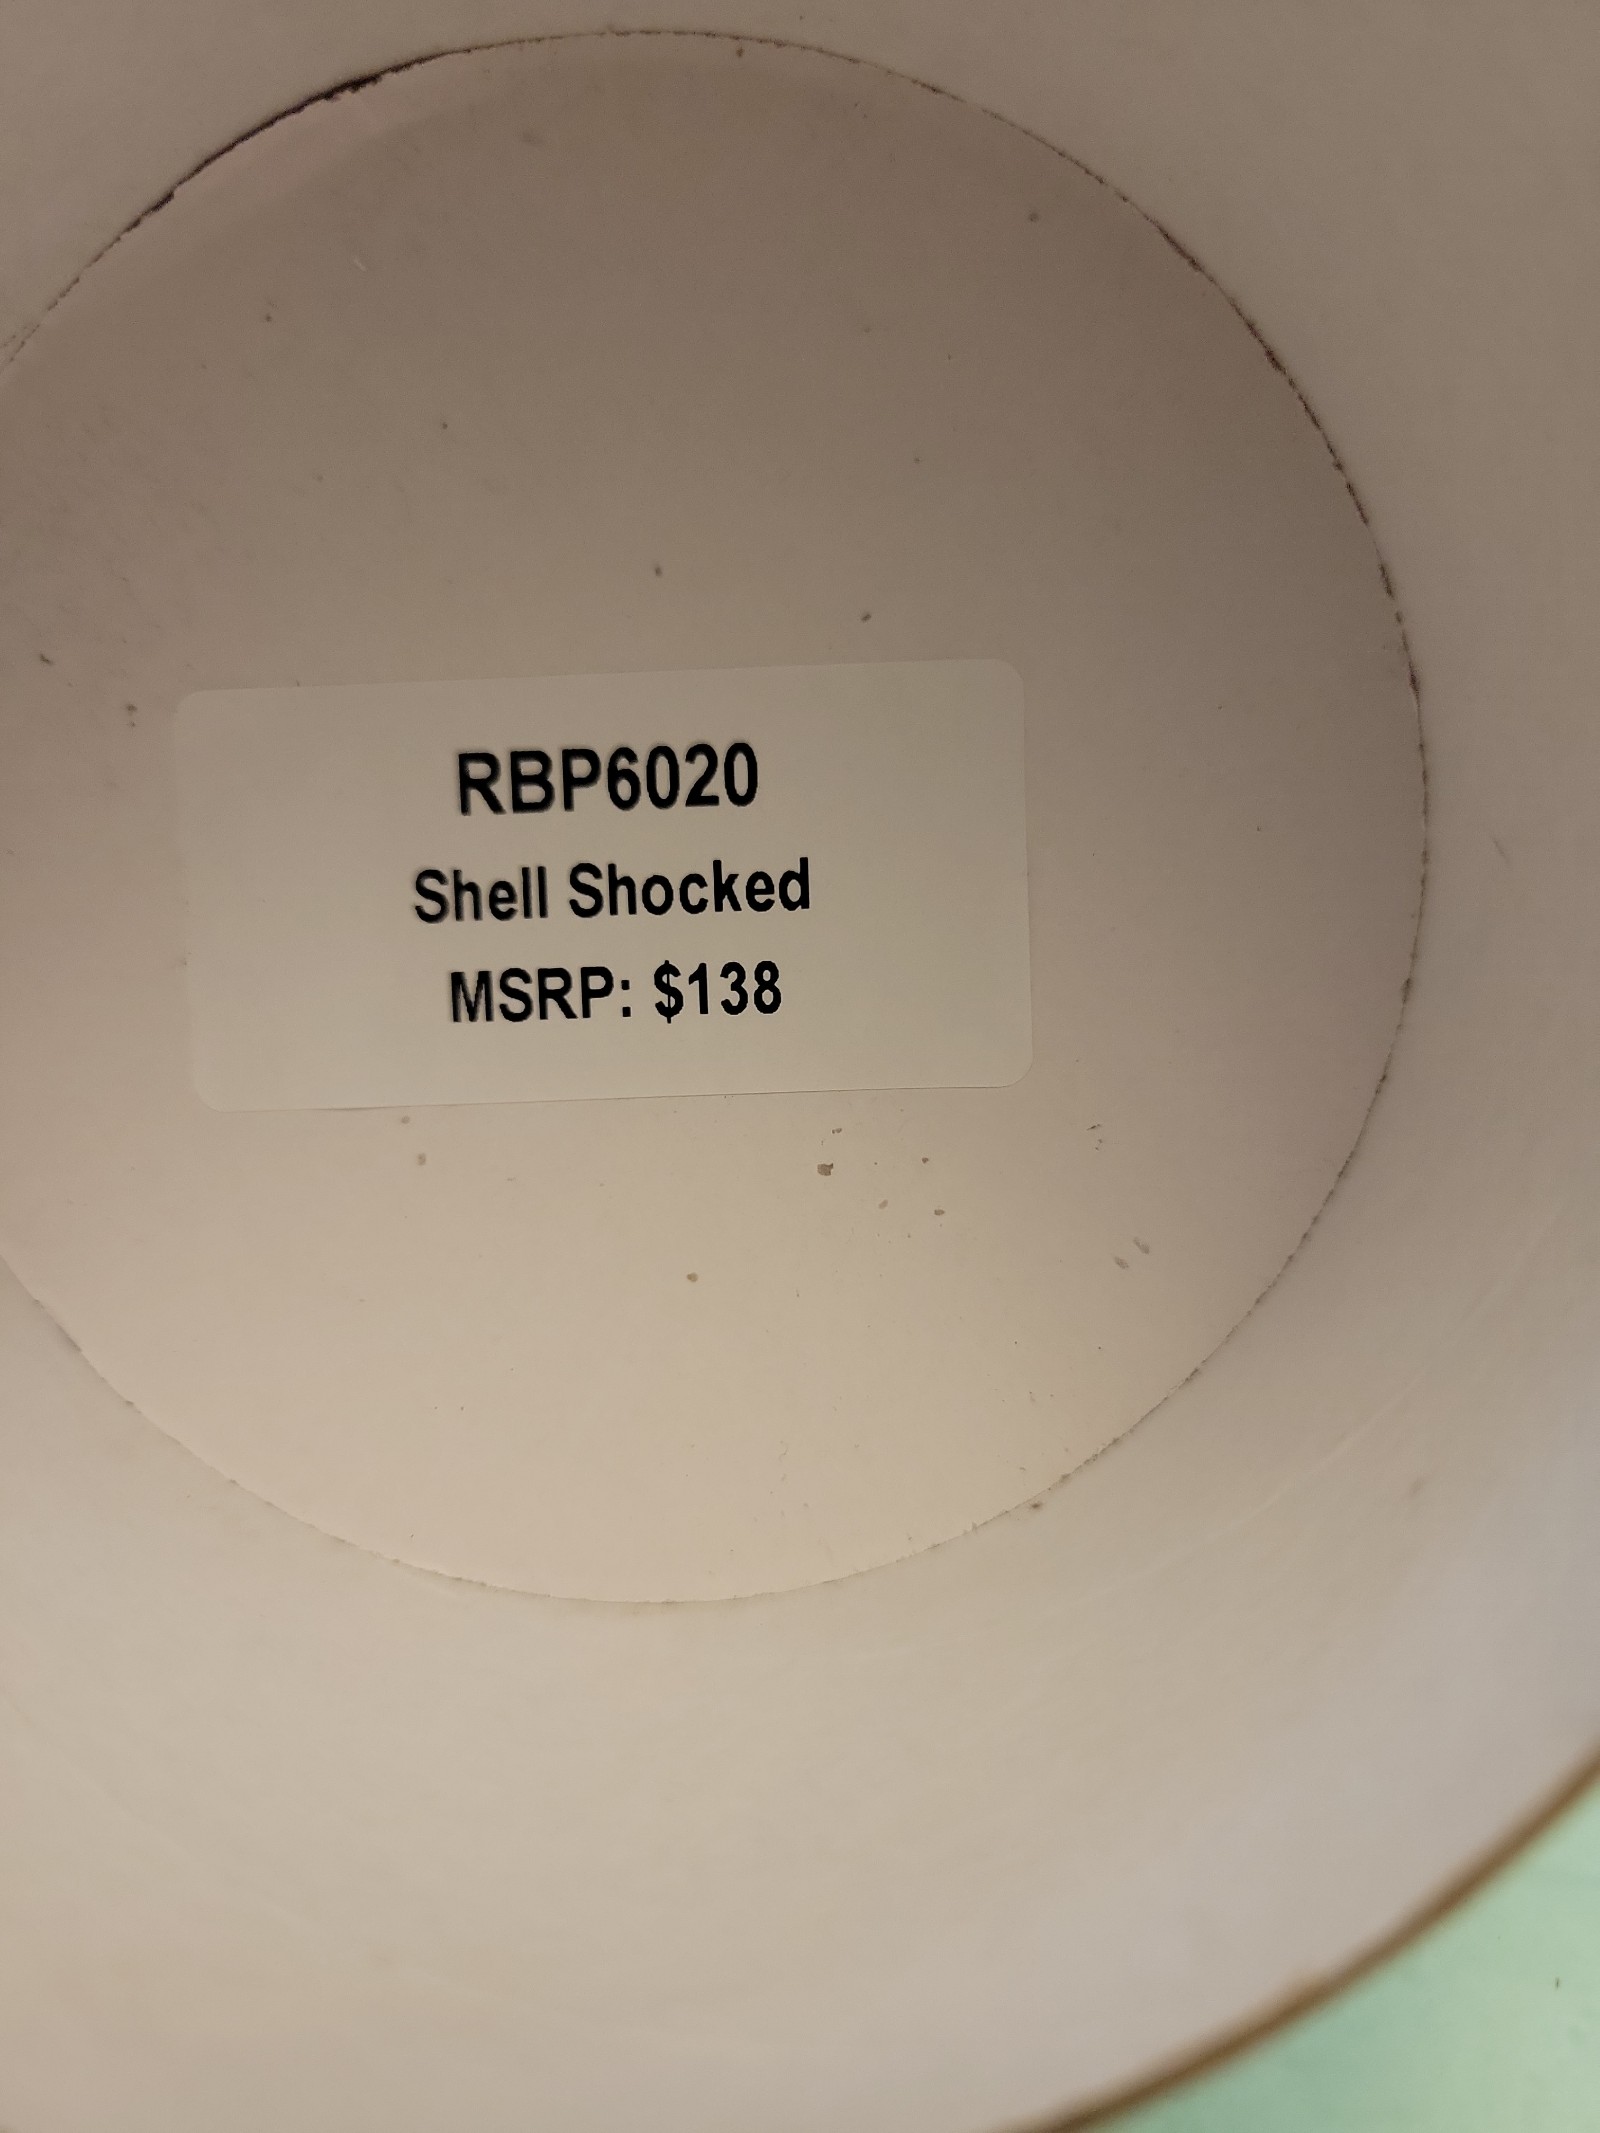 RBP6020
Shell Shocked
MSRP: $138